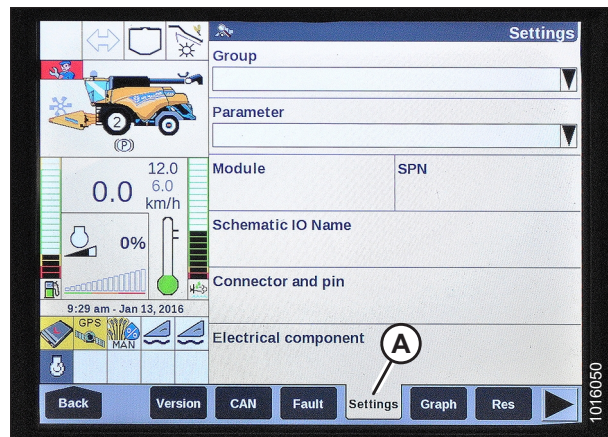 Settings
Group
Parameter
Module SPN
Schematic IO Name
Connector and pin
Electrical component
2
(P)
12.0
0.0 6.0
km/h
0%
9:29 am - Jan 13, 2016
GPS
%
MAN
A
Back Version CAN Fault Settings Graph Res
1016050